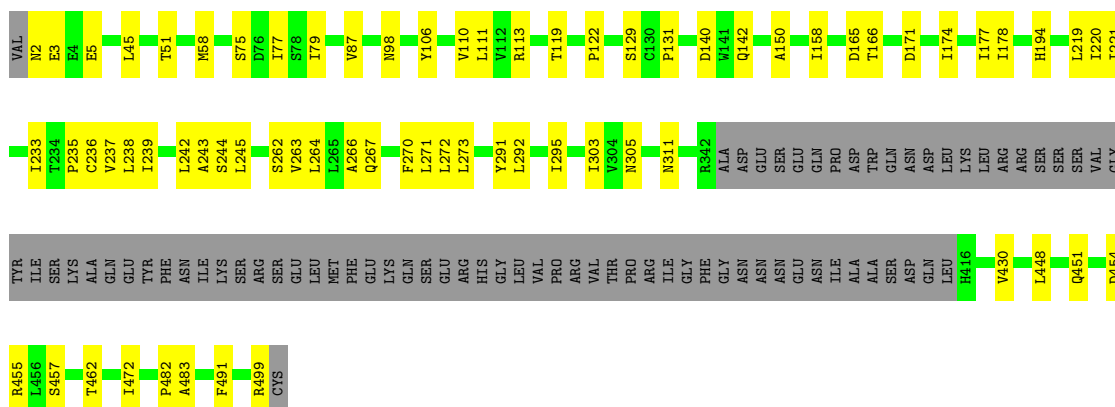 VAL N2 E3 E4 E5 L45 T51 M58 S75 D76 I77 S78 I79 V87 N98 Y106 V110 L111 V112 R113 T119 P122 S129 C130 P131 D140 W141 Q142 A150 I158 D165 T166 D171 I174 I177 I178 H194 L219 I220
I233 T234 P235 C236 V237 L238 I239 L242 A243 S244 L245 S262 V263 L264 L265 A266 Q267 F270 L271 L272 L273 Y291 L292 I295 I303 V304 N305 N311 R342 ALA ASP GLU SER GLU GLN PRO ASP TRP GLN ASN ASP LEU LYS LEU ARG ARG SER SER SER VAL GLY
TYR ILE SER LYS ALA GLN GLU TYR PHE ASN ILE LYS SER ARG SER GLU LEU MET PHE GLU LYS GLN SER GLU ARG HIS GLY LEU VAL PRO ARG VAL THR PRO ARG ILE GLY PHE GLY ASN ASN ASN GLU ASN ILE ALA ALA SER ASP GLN LEU H416 V430 L448 Q451
R455 L456 S457 T462 I472 P482 A483 F491 R499 CYS